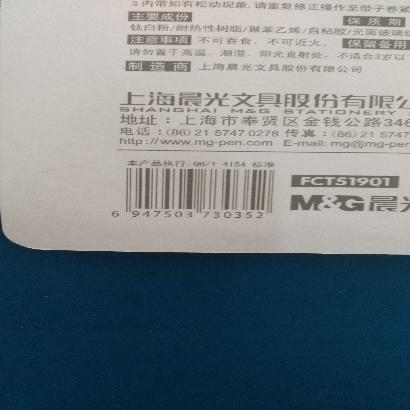 3.内带如有松动现象,请重复修正操作至带子卷紧
主要成份
保 质 期
钛白粉/耐热性树脂/聚苯乙烯/自粘胶/光面玻璃纸
注意事项 不可吞食,不可近火。 保留备用
请勿置于高温、潮湿、阳光直射处,不适合3岁以
制 造 商 上海晨光文具股份有限公司
上海晨光文具股份有限公
SHANGHAI M&G STATIONERY
地址:上海市奉贤区金钱公路346
电话:(86)21 5747 0278 传真:(86)21 5747
http://www.mg-pen.com E-mail: mg@mg-pen
本产品执行:QB/T 4154 标准
6 947503 730352
FCT51901
M&G 晨光